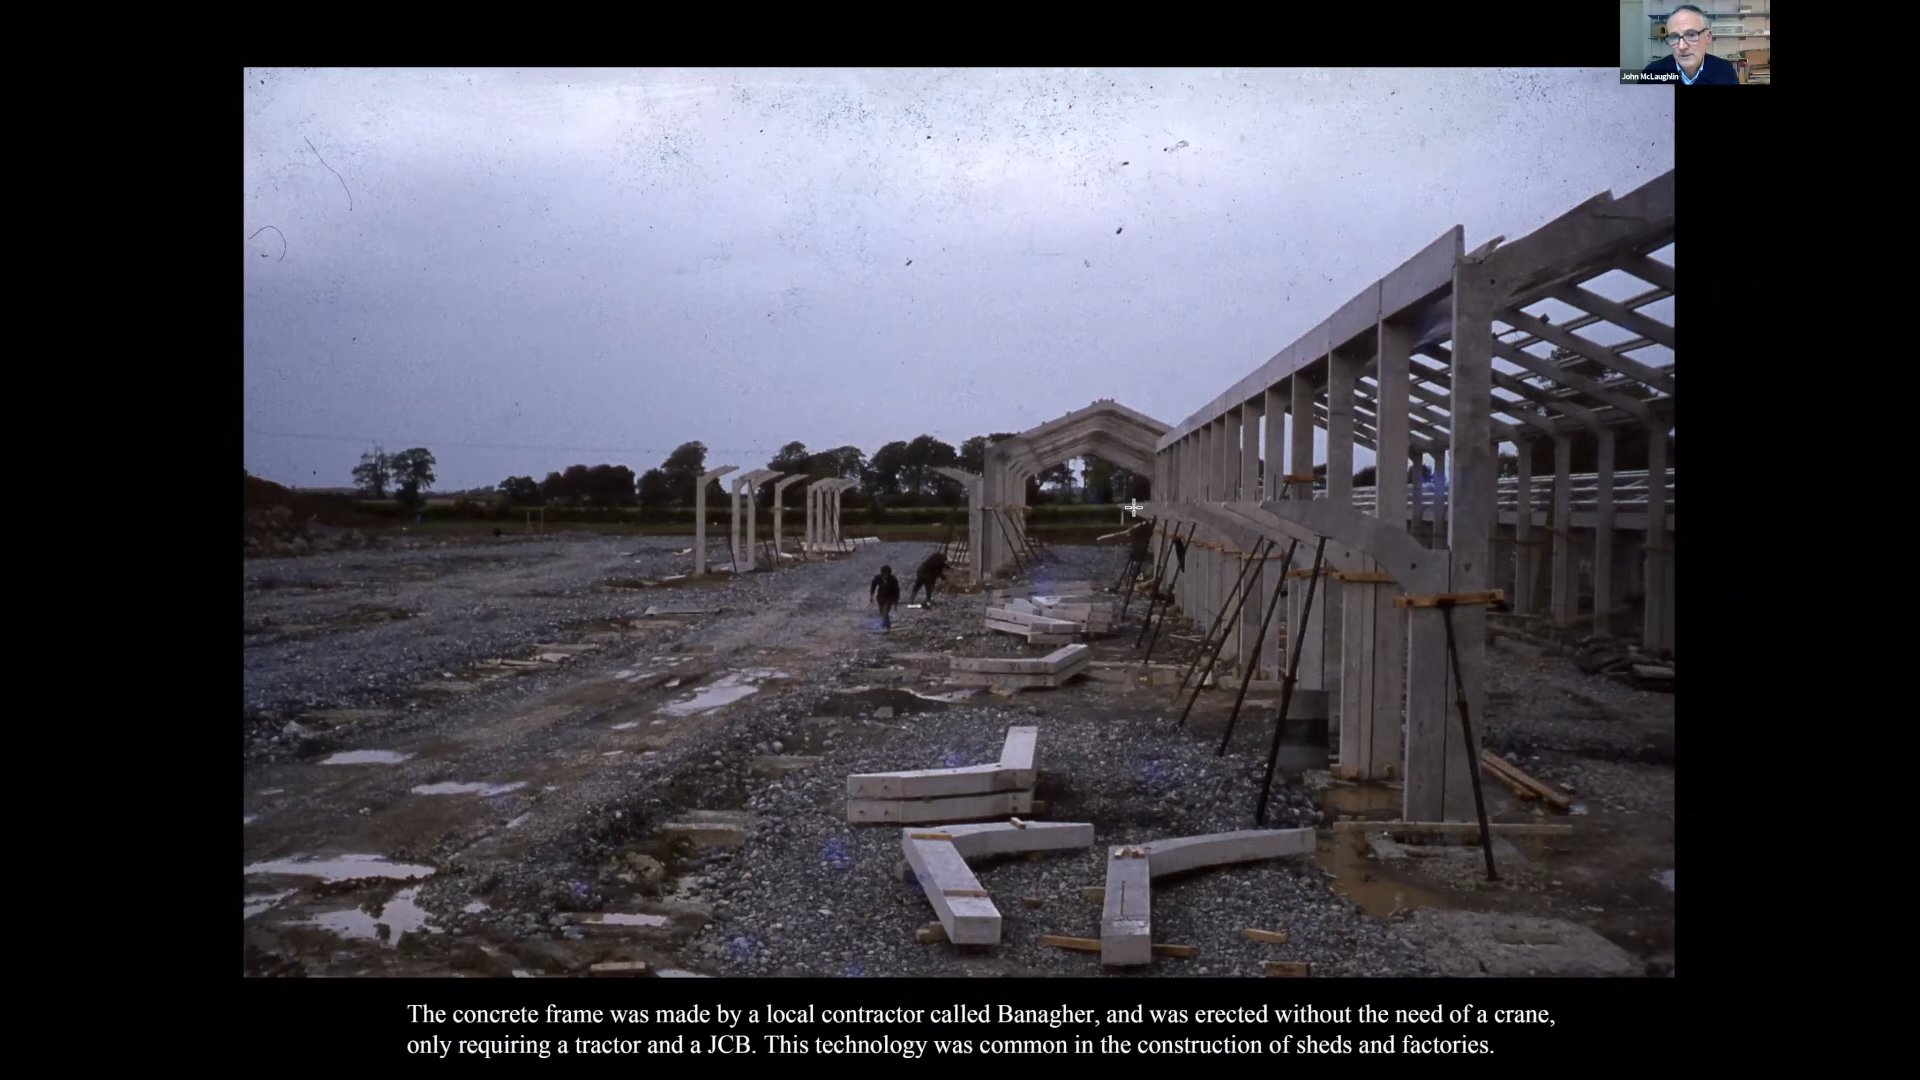 John McLaughlin
The concrete frame was made by a local contractor called Banagher, and was erected without the need of a crane,
only requiring a tractor and a JCB. This technology was common in the construction of sheds and factories.